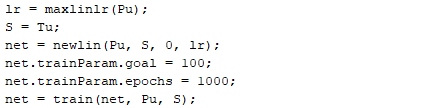 lr = maxlinlr(Pu);
S = Tu;
net = newlin(Pu, S, 0, lr);
net.trainParam.goal = 100;
net.trainParam.epochs = 1000;
net = train(net, Pu, S);